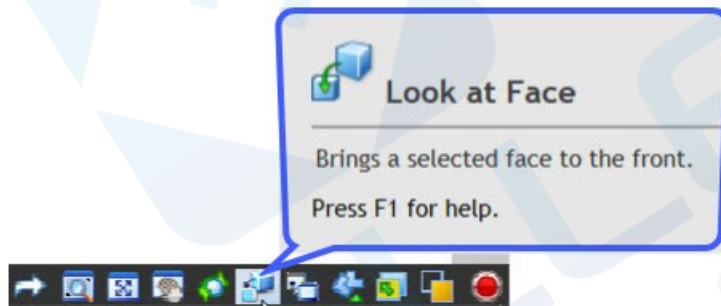 Look at Face
Brings a selected face to the front.
Press F1 for help.